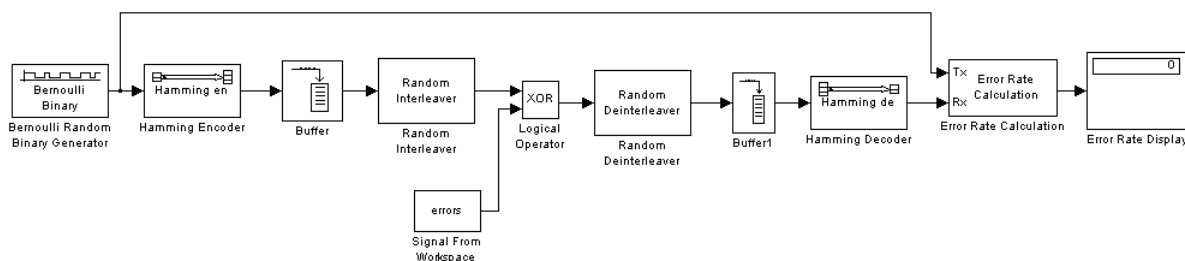 Bernoulli
Binary
Bernoulli Random
Binary Generator
Hamming en
Hamming Encoder
Buffer
Random
Interleaver
Random
Interleaver
XOR
Logical
Operator
errors
Signal From
Workspace
Random
Deinterleaver
Random
Deinterleaver
Buffer1
Hamming de
Hamming Decoder
Tx
Rx
Error Rate
Calculation
Error Rate Calculation
0
Error Rate Display